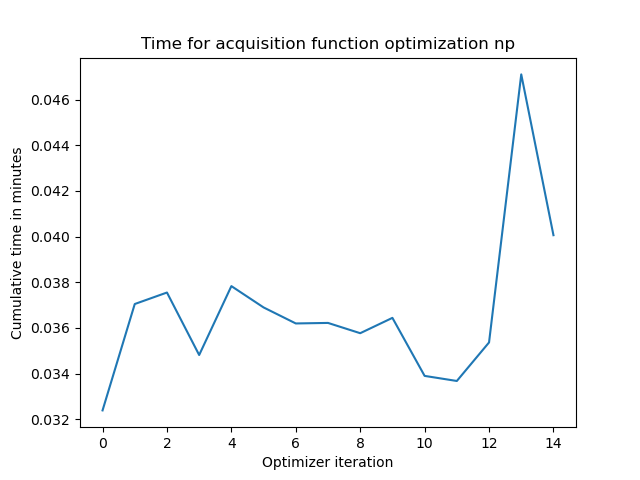 Time for acquisition function optimization np
Cumulative time in minutes
0.046
0.044
0.042
0.040
0.038
0.036
0.034
0.032
0 2 4 6 8 10 12 14
Optimizer iteration